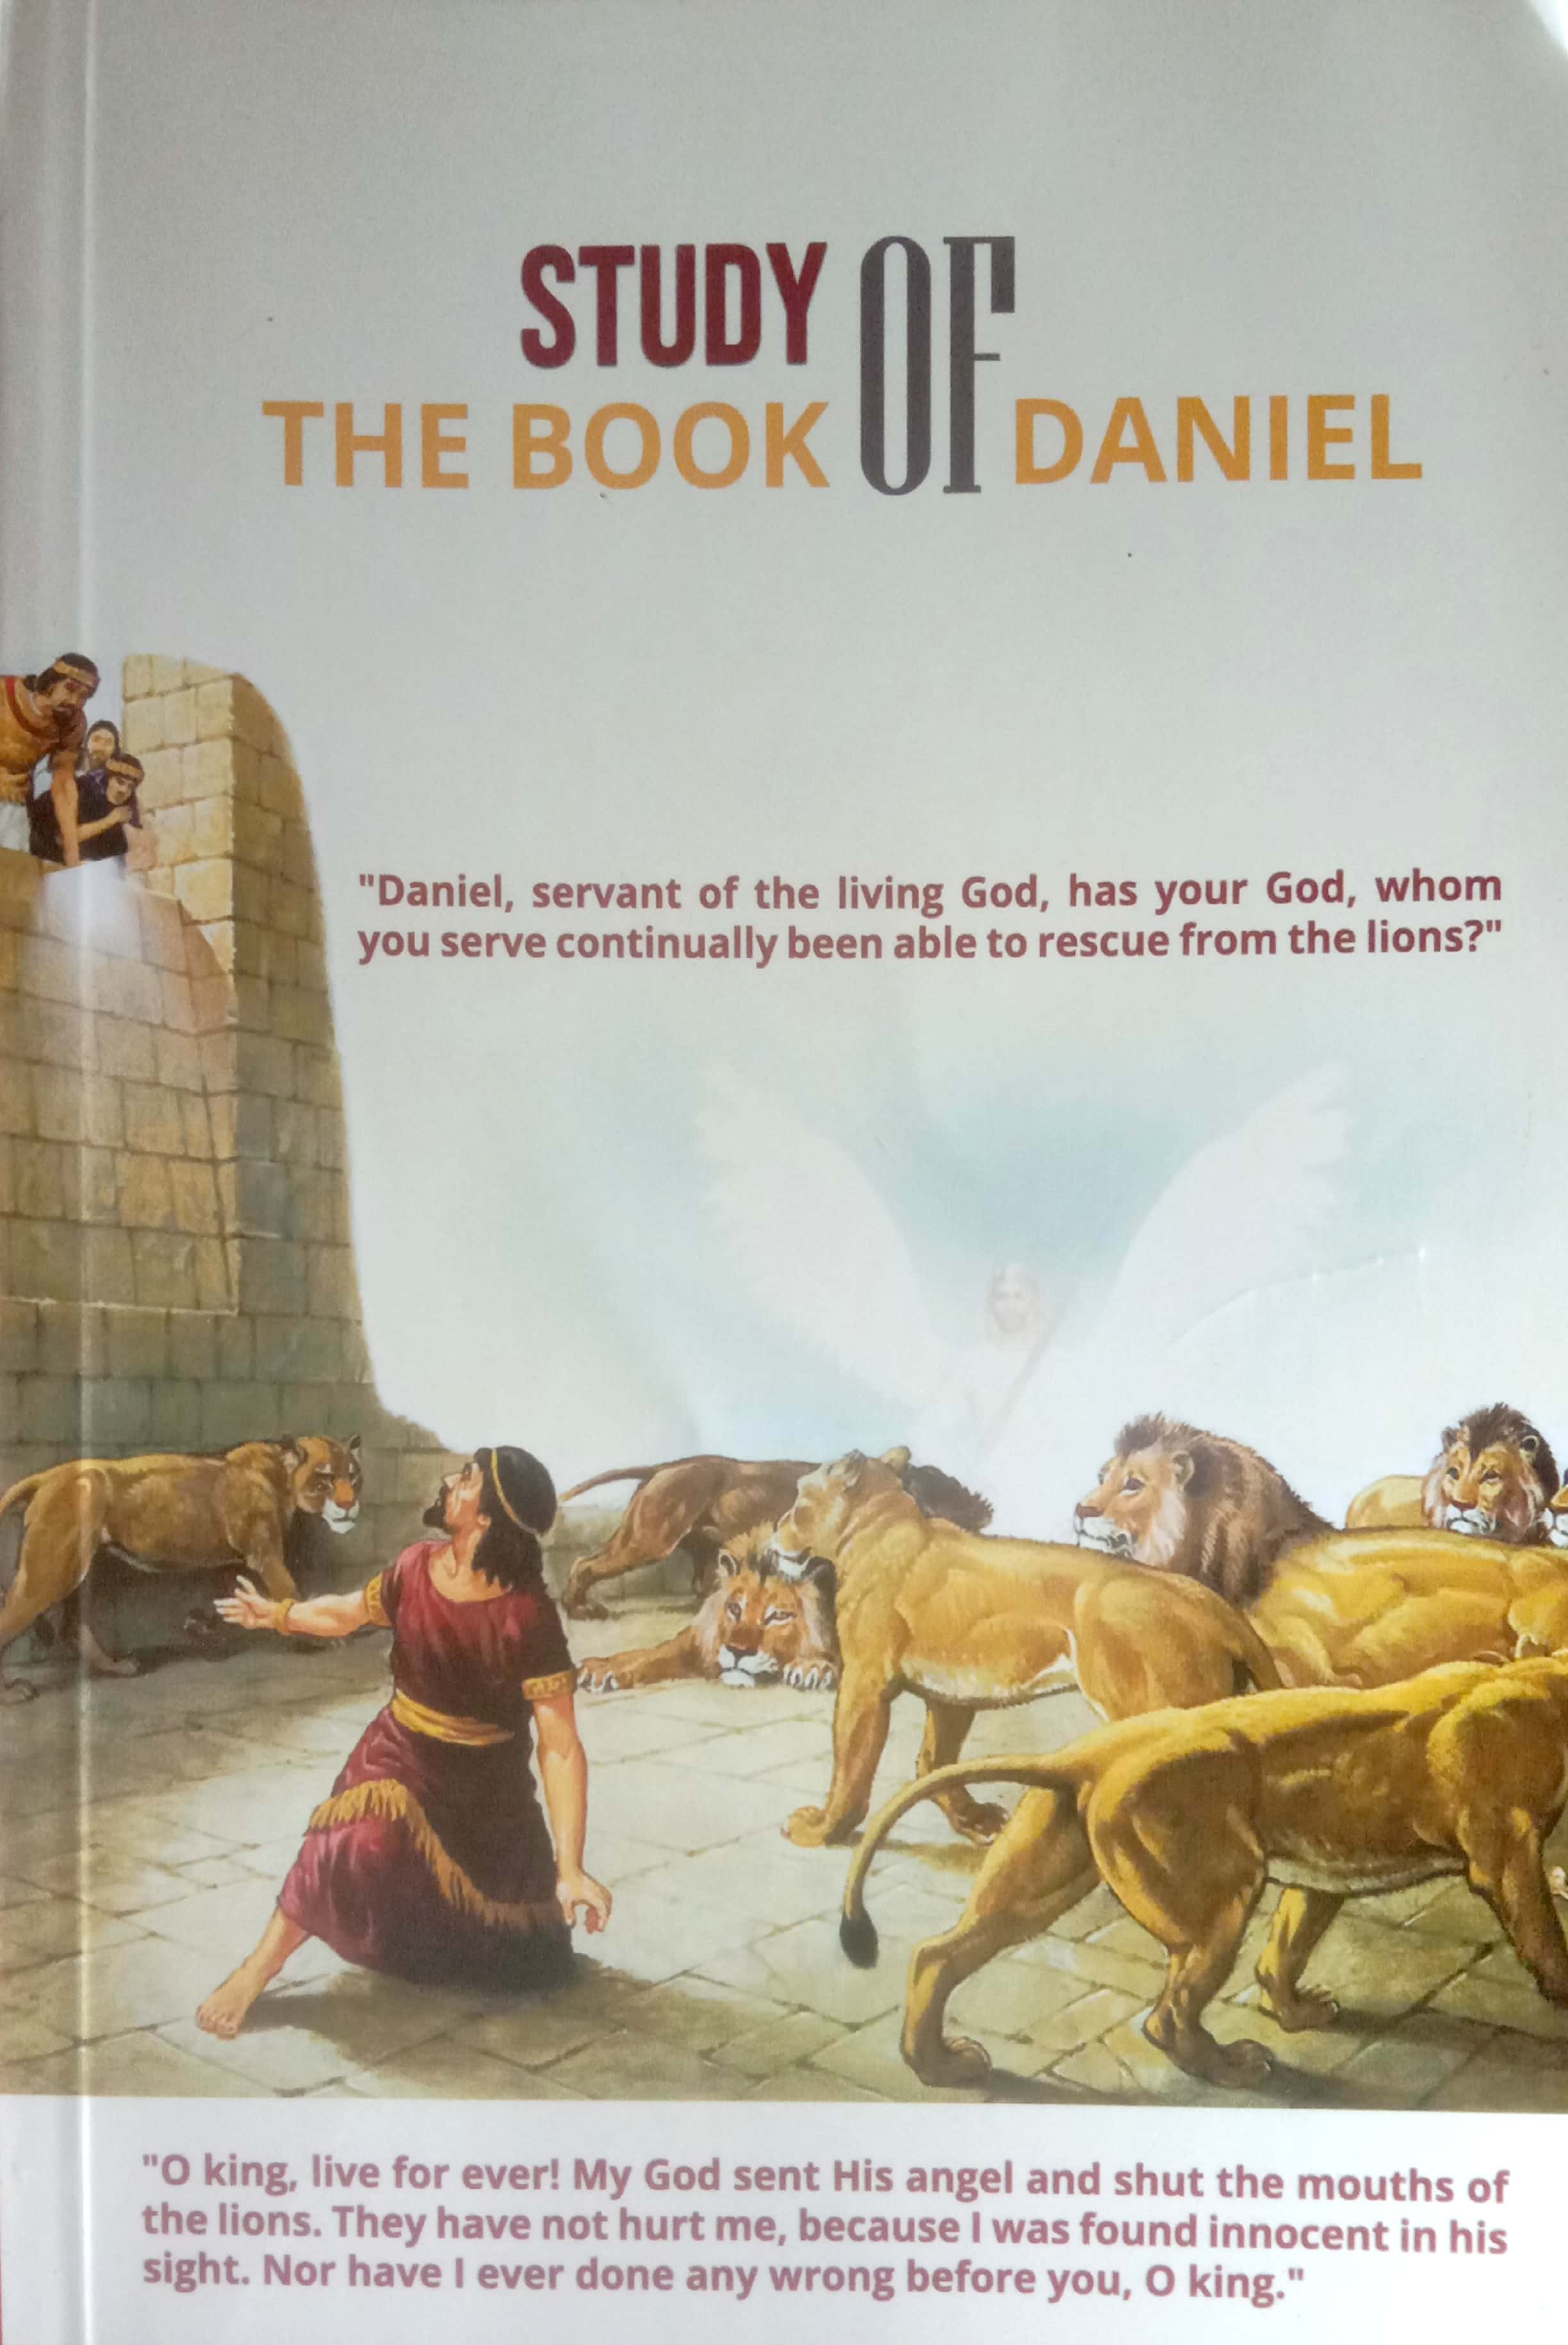 STUDY OF
THE BOOK DANIEL
"Daniel, servant of the living God, has your God, whom
you serve continually been able to rescue from the lions?"
"O king, live for ever! My God sent His angel and shut the mouths of
the lions. They have not hurt me, because I was found innocent in his
sight. Nor have I ever done any wrong before you, O king."